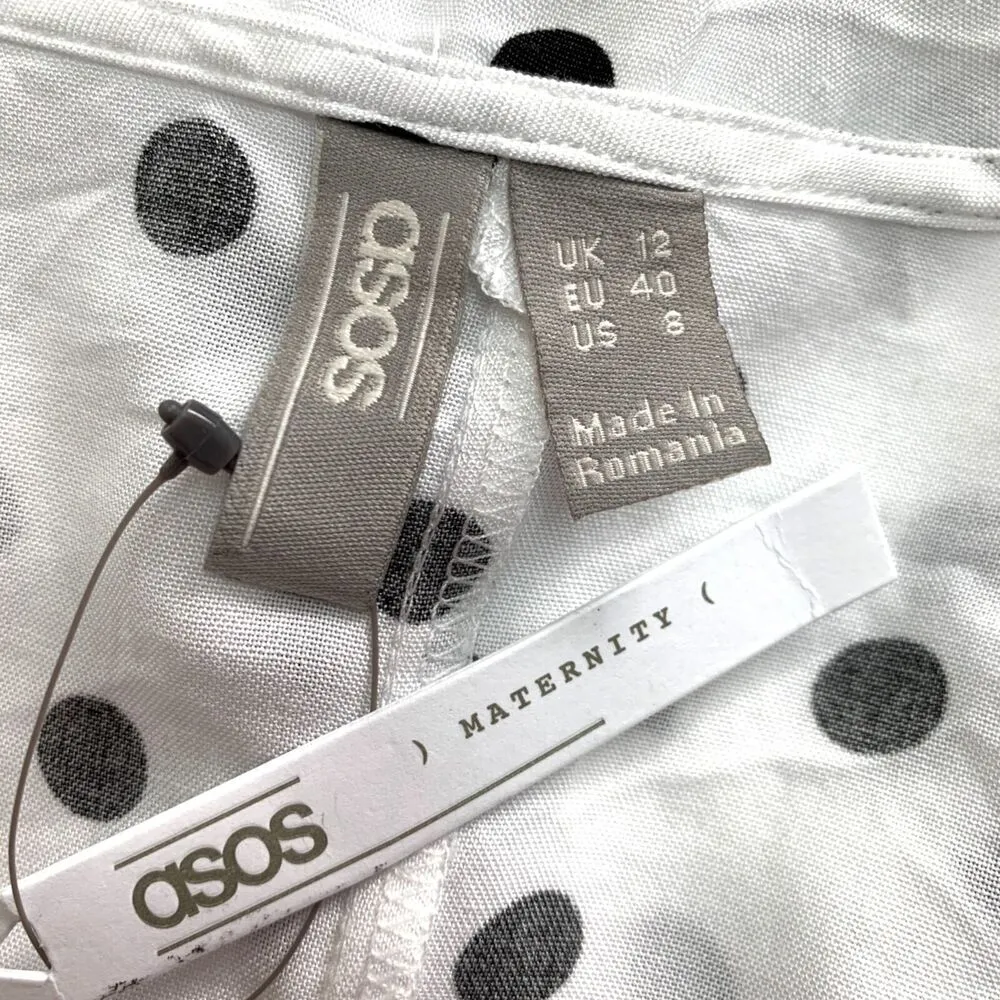 asos
UK 12
EU 40
US 8
Made In
Romania
) MATERNITY (
asos